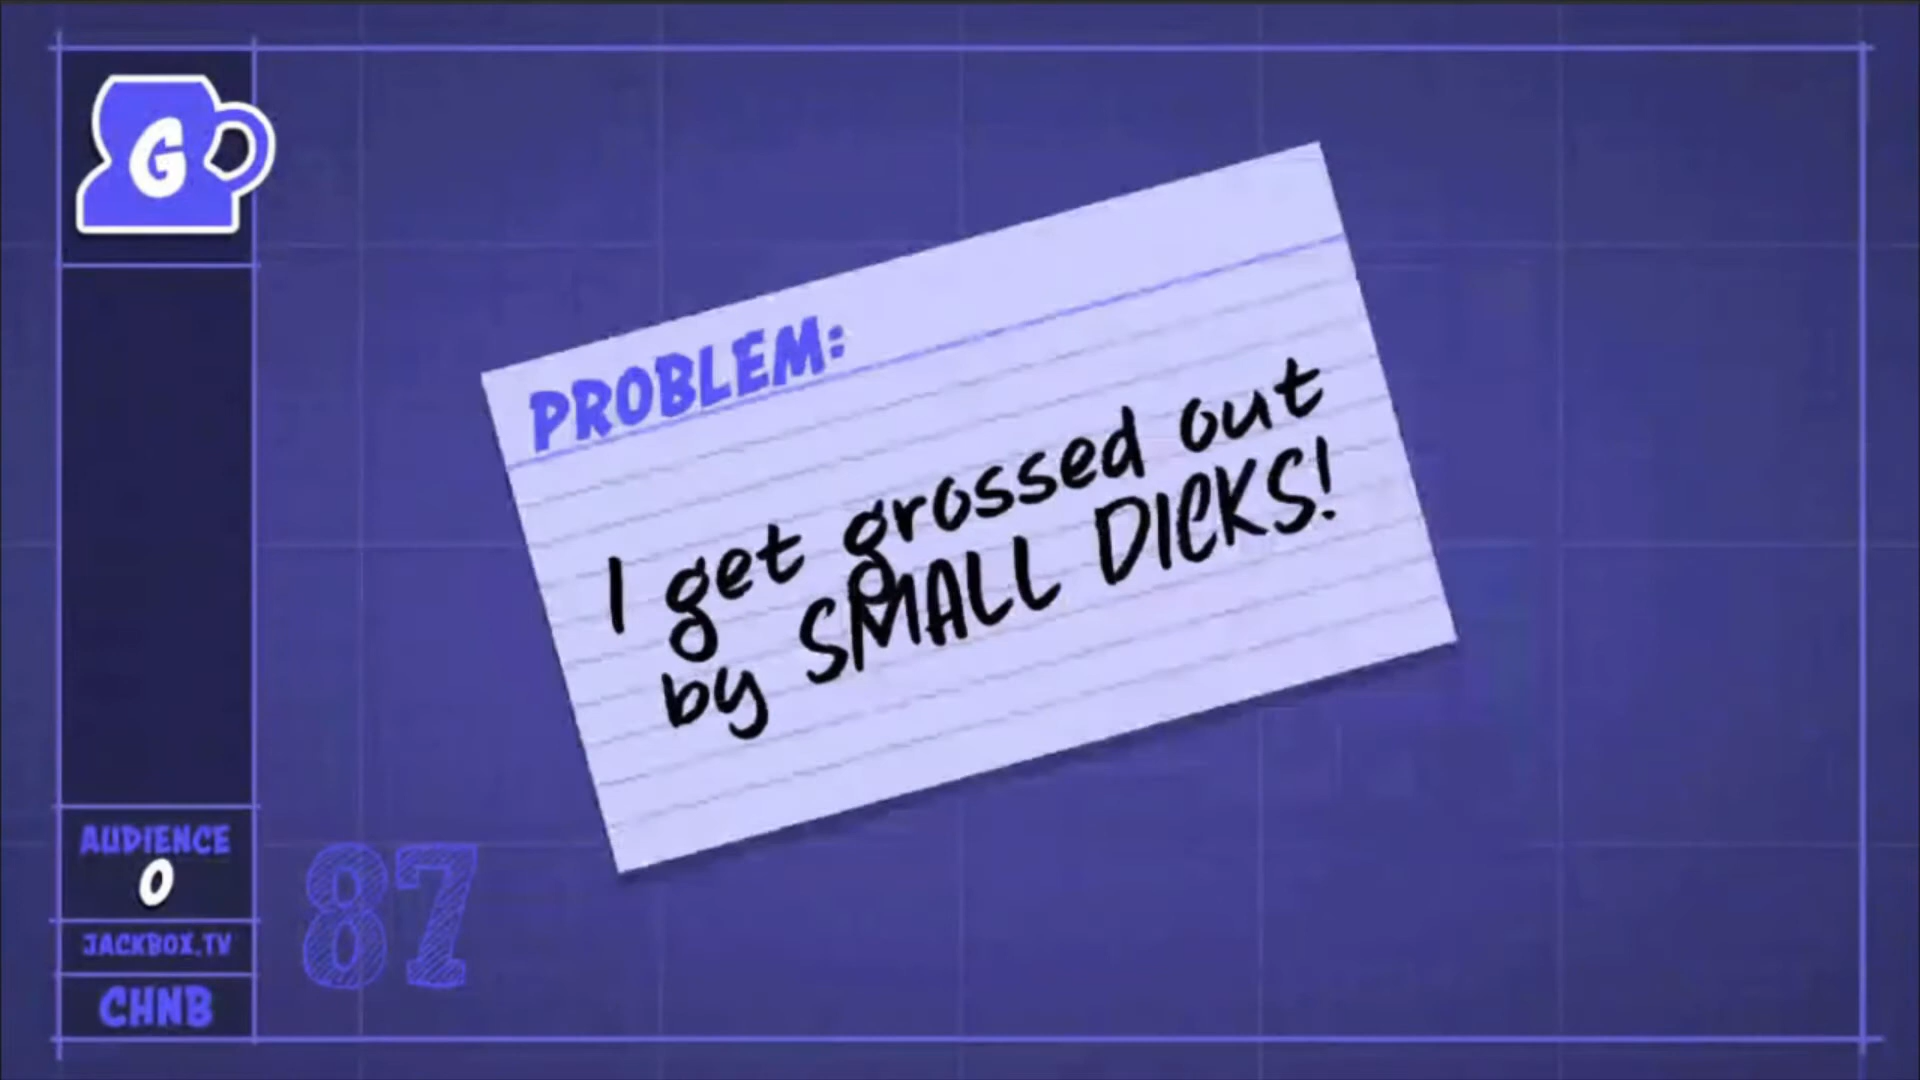 G
PROBLEM:
I get grossed out
by SMALL DICKS!
AUDIENCE
0
JACKBOX.TV
CHNB
87